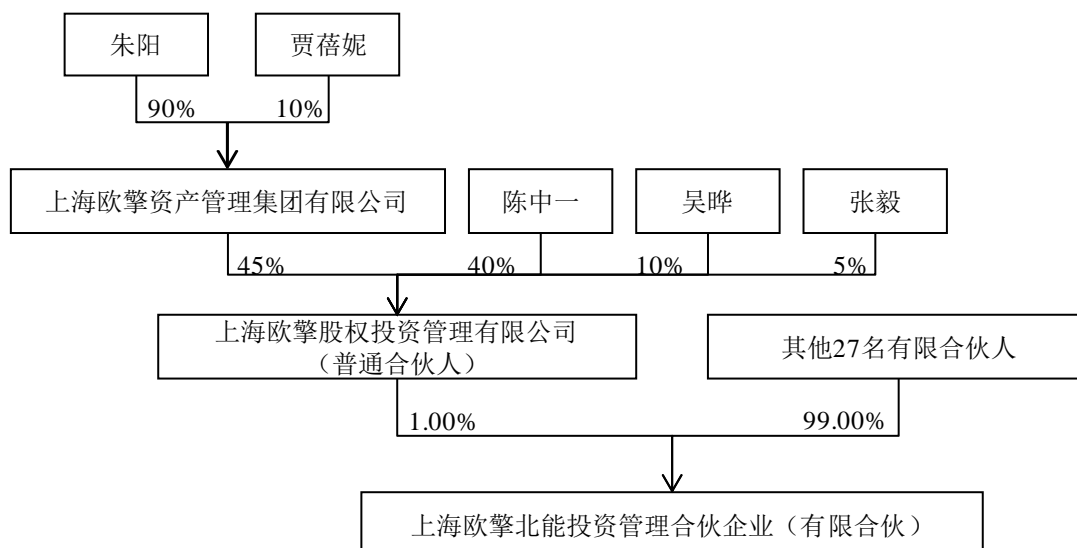 朱阳
贾蓓妮
90%
10%
上海欧擎资产管理集团有限公司
陈中一
吴晔
张毅
45%
40%
10%
5%
上海欧擎股权投资管理有限公司
（普通合伙人）
其他27名有限合伙人
1.00%
99.00%
上海欧擎北能投资管理合伙企业（有限合伙）